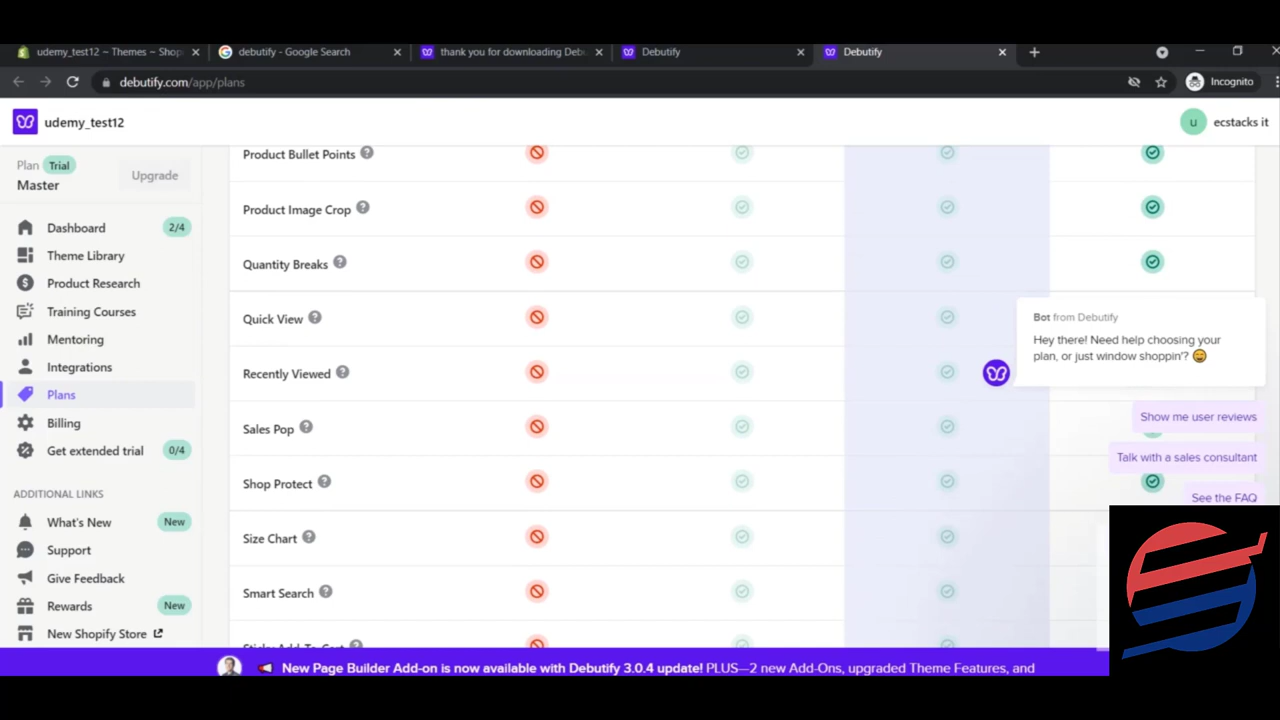 udemy_test12 ~ Themes ~ Shop
debutify - Google Search
thank you for downloading Deb
Debutify
Debutify
debutify.com/app/plans
Incognito
udemy_test12
u
ecstacks it
Plan Trial
Master
Upgrade
Dashboard 2/4
Theme Library
Product Research
Training Courses
Mentoring
Integrations
Plans
Billing
Get extended trial 0/4
ADDITIONAL LINKS
What's New New
Support
Give Feedback
Rewards New
New Shopify Store
Product Bullet Points
Product Image Crop
Quantity Breaks
Quick View
Recently Viewed
Sales Pop
Shop Protect
Size Chart
Smart Search
Sticky Add-To-Cart
Bot from Debutify
Hey there! Need help choosing your
plan, or just window shoppin'?
Show me user reviews
Talk with a sales consultant
See the FAQ
New Page Builder Add-on is now available with Debutify 3.0.4 update! PLUS—2 new Add-Ons, upgraded Theme Features, and